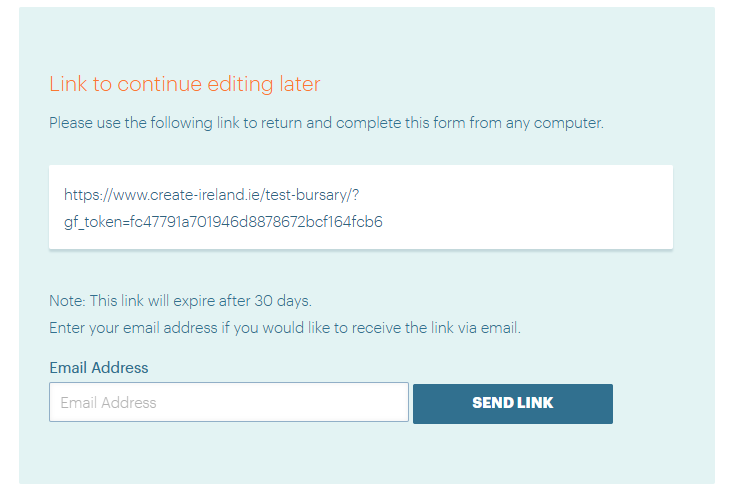 Link to continue editing later
Please use the following link to return and complete this form from any computer.
https://www.create-ireland.ie/test-bursary/?
gf_token=fc47791a701946d8878672bcf164fcb6
Note: This link will expire after 30 days.
Enter your email address if you would like to receive the link via email.
Email Address
Email Address SEND LINK